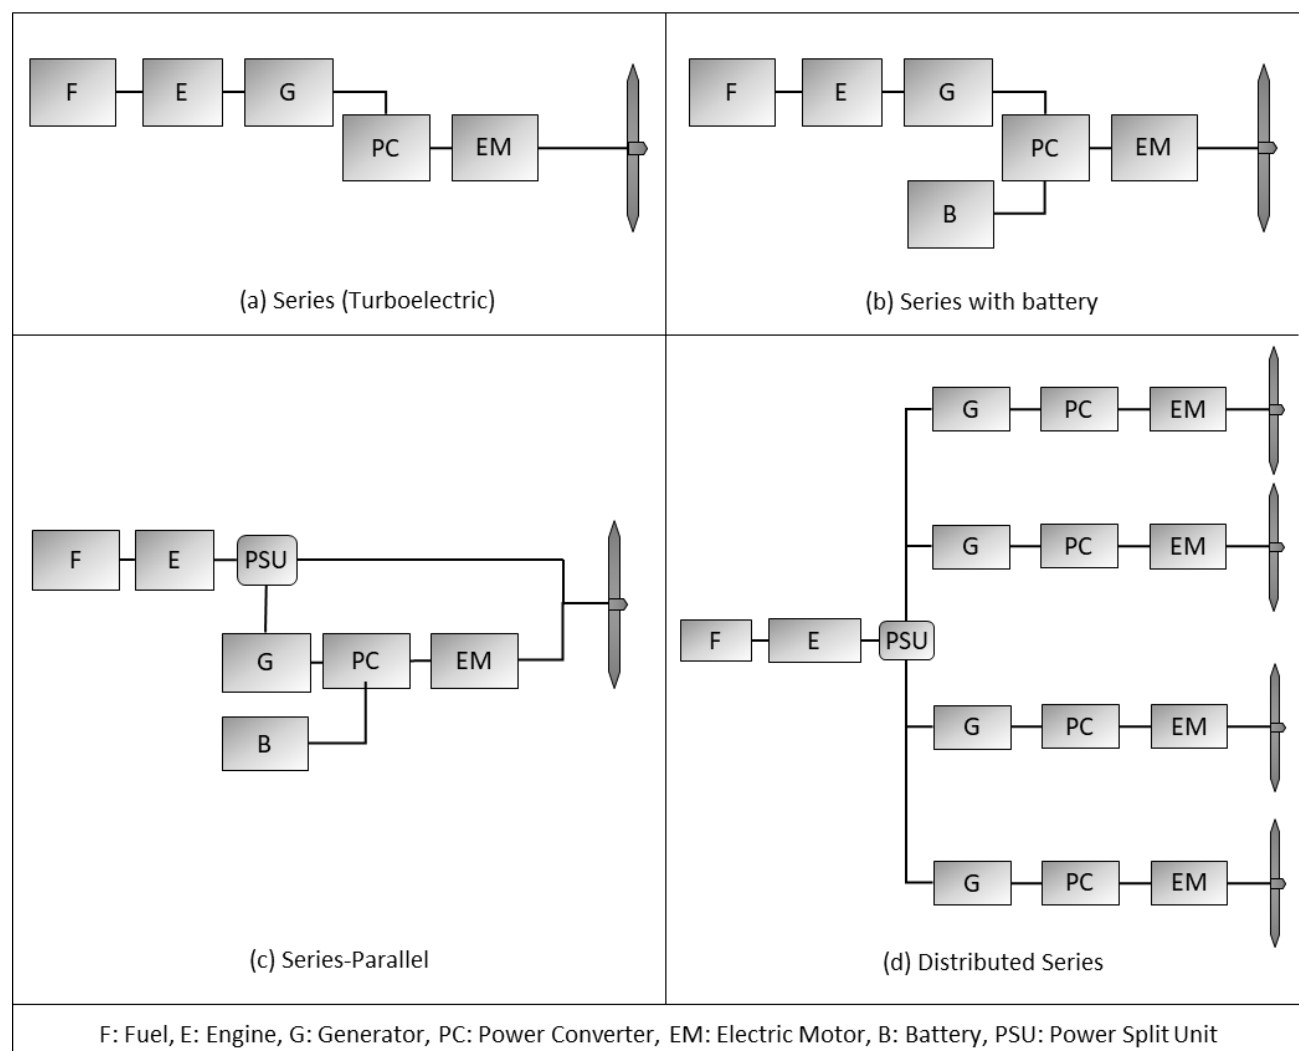 F E G
PC EM
(a) Series (Turboelectric)
F E G
PC EM
B
(b) Series with battery
F E PSU
G PC EM
B
(c) Series-Parallel
G PC EM
G PC EM
F E PSU
G PC EM
G PC EM
(d) Distributed Series
F: Fuel, E: Engine, G: Generator, PC: Power Converter, EM: Electric Motor, B: Battery, PSU: Power Split Unit